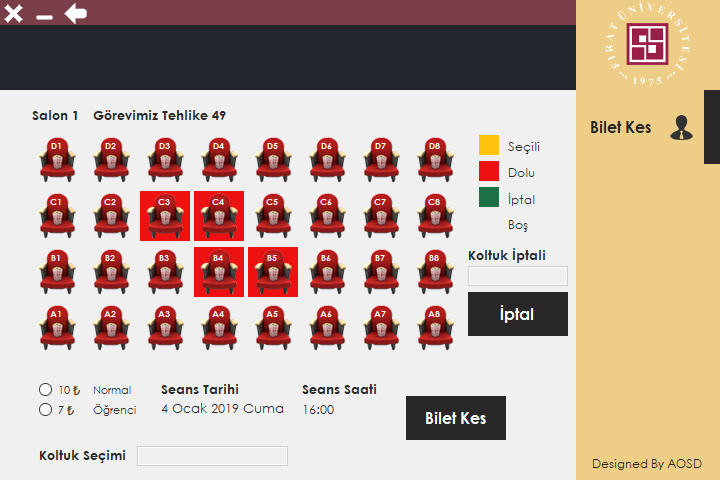 FIRAT ÜNİVERSİTESİ
1975
Salon 1 Görevimiz Tehlike 49
Bilet Kes
D1 D2 D3 D4 D5 D6 D7 D8
Seçili
Dolu
C1 C2 C3 C4 C5 C6 C7 C8
İptal
Boş
B1 B2 B3 B4 B5 B6 B7 B8
Koltuk İptali
İptal
A1 A2 A3 A4 A5 A6 A7 A8
10 ₺ Normal
7 ₺ Öğrenci
Seans Tarihi
4 Ocak 2019 Cuma
Seans Saati
16:00
Bilet Kes
Koltuk Seçimi
Designed By AOSD